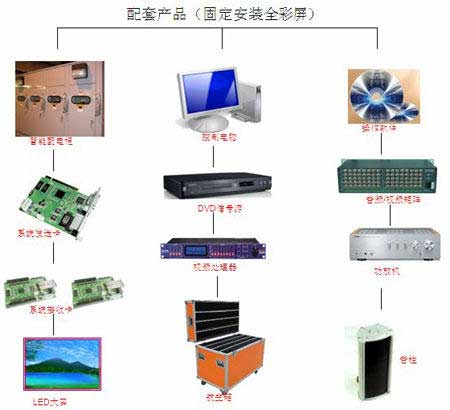 配套产品（固定安装全彩屏）
智能配电柜
控制电脑
操作软件
系统发送卡
DVD信号源
音频/视频矩阵
系统接收卡
视频处理器
功放机
LED大屏
航空箱
音柱